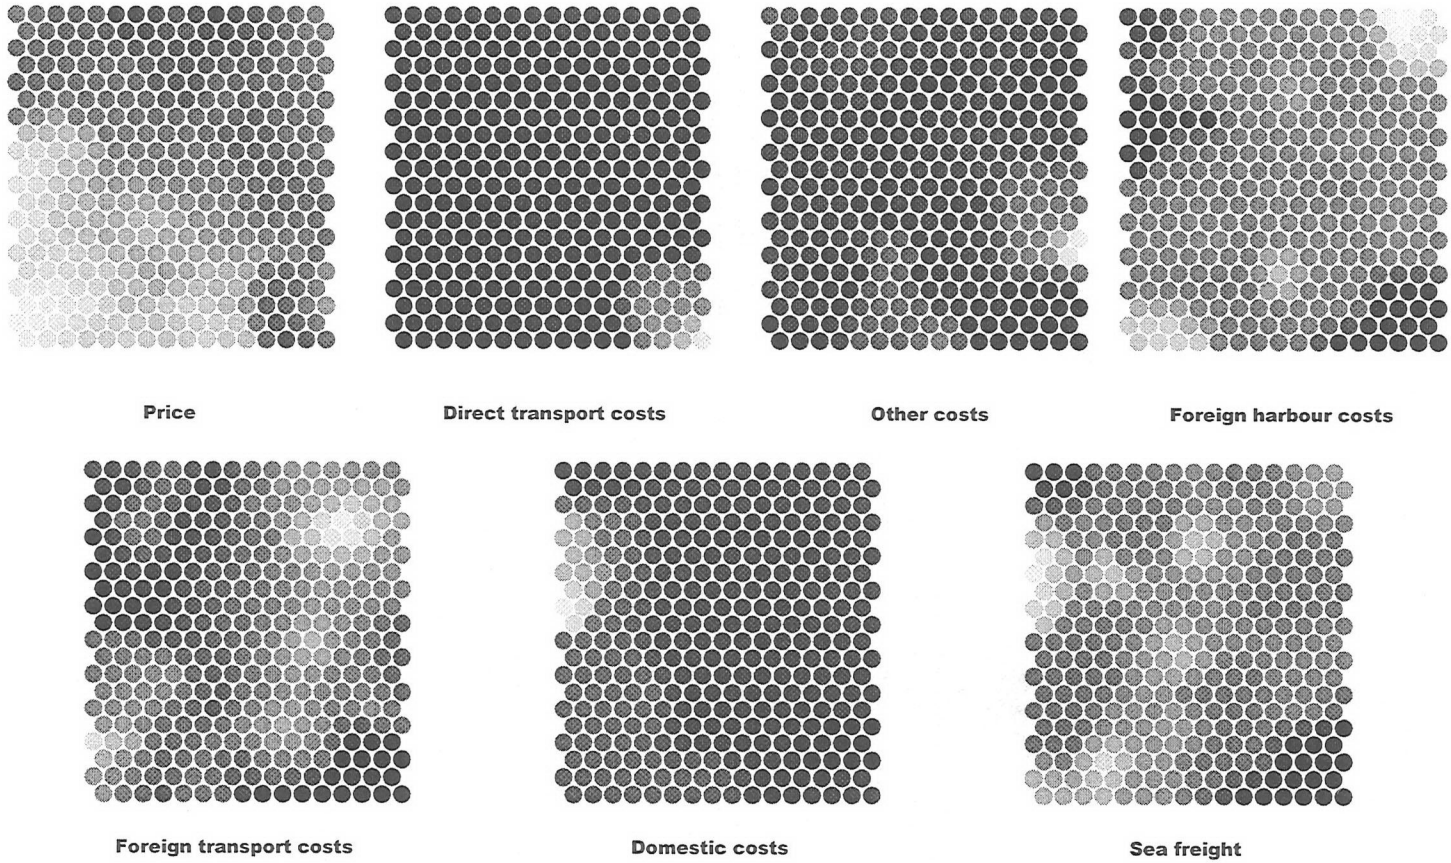 Price
Direct transport costs
Other costs
Foreign harbour costs
Foreign transport costs
Domestic costs
Sea freight